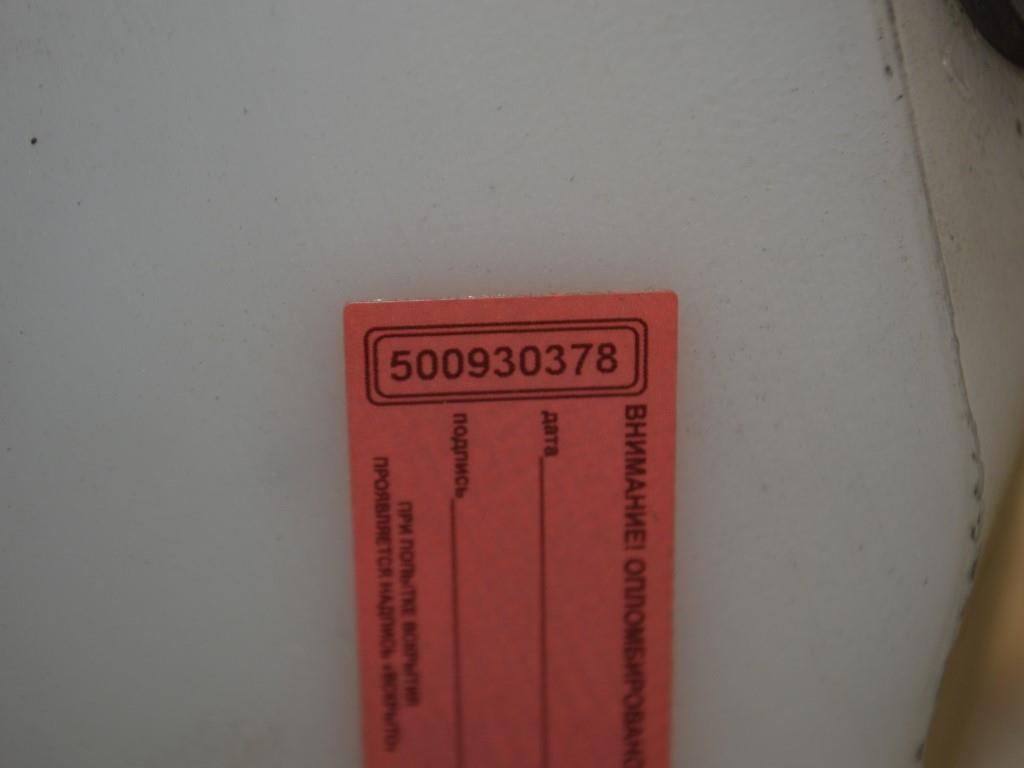 500930378
ВНИМАНИЕ! ОПЛОМБИРОВАНО
дата
подпись
ПРИ ПОПЫТКЕ ВСКРЫТИЯ
ПРОЯВЛЯЕТСЯ НАДПИСЬ «ВСКРЫТО»